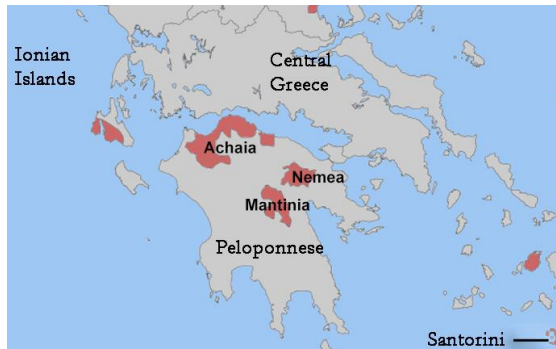 Ionian
Islands
Central
Greece
Achaia
Nemea
Mantinia
Peloponnese
Santorini